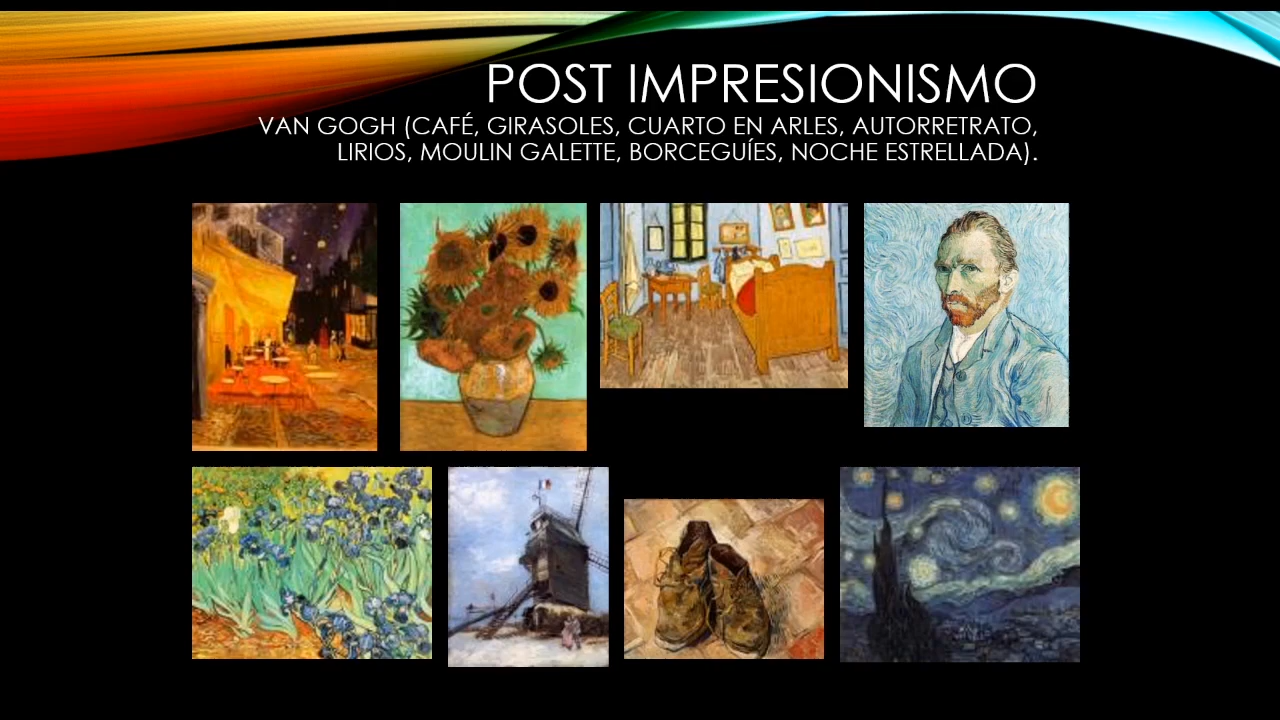 POST IMPRESIONISMO
VAN GOGH (CAFÉ, GIRASOLES, CUARTO EN ARLES, AUTORRETRATO,
LIRIOS, MOULIN GALETTE, BORCEGUÍES, NOCHE ESTRELLADA).